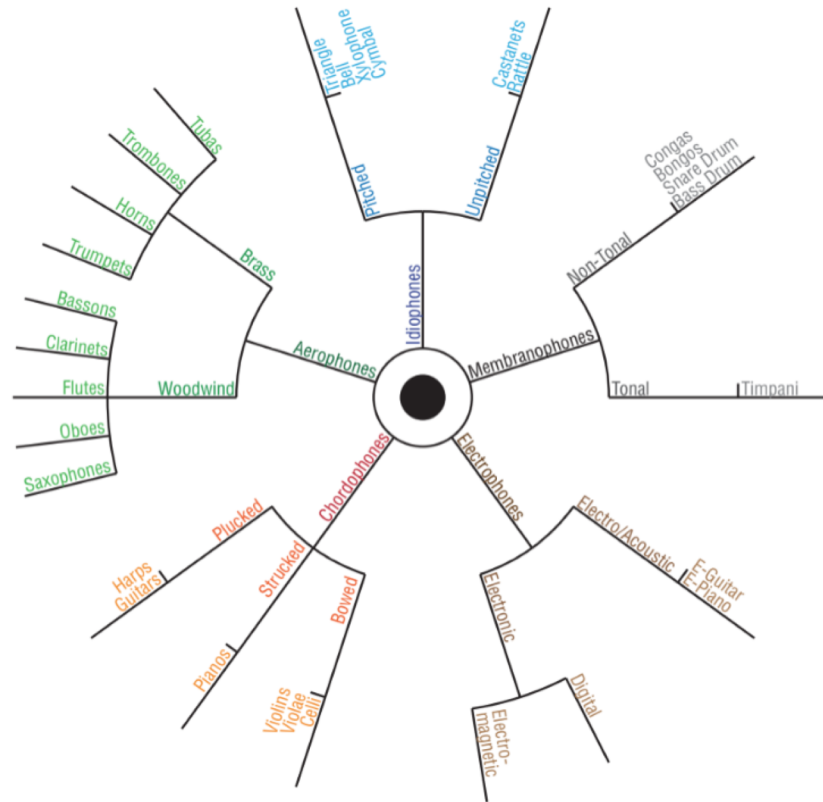 Triangle
Bell
Xylophone
Cymbal
Pitched
Castanets
Rattle
Unpitched
Idiophones
Congas
Bongos
Snare Drum
Bass Drum
Non-Tonal
Membranophones
Tonal
Timpani
Tubas
Trombones
Horns
Trumpets
Brass
Aerophones
Bassons
Clarinets
Flutes
Woodwind
Oboes
Saxophones
Chordophones
Plucked
Harps
Guitars
Strucked
Pianos
Bowed
Violins
Violae
Celli
Electrophones
Electro/Acoustic
E-Guitar
E-Piano
Electronic
Digital
Electro-
magnetic